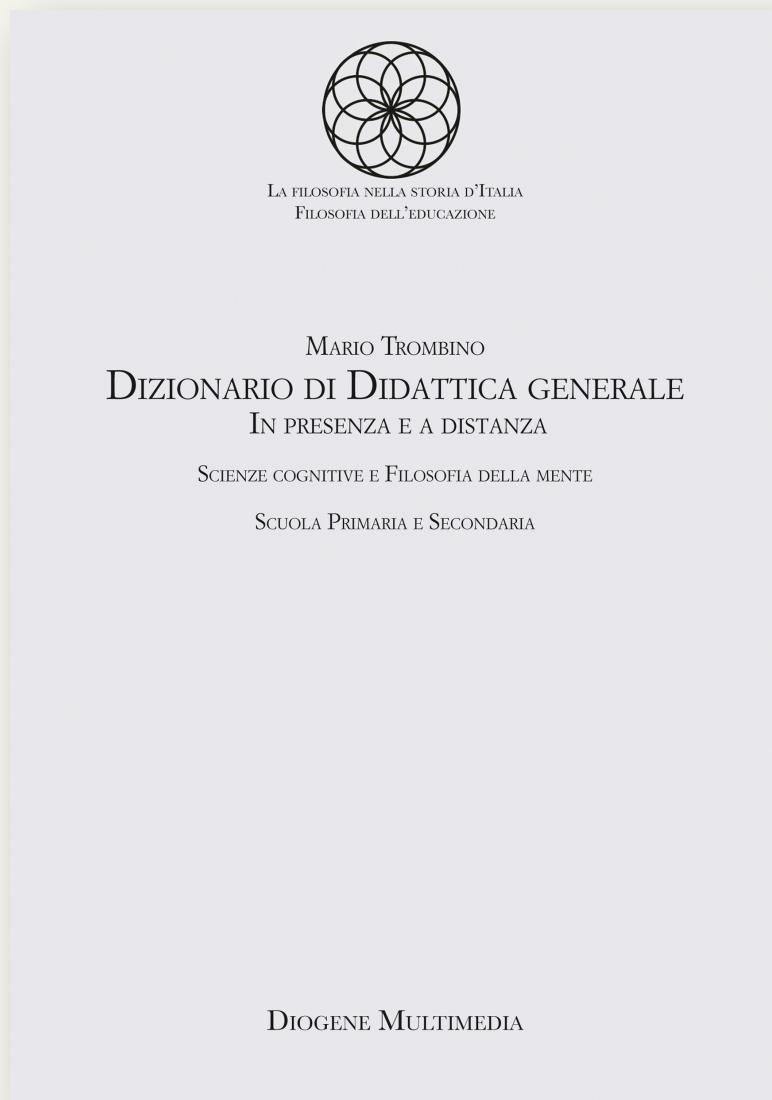 La filosofia nella storia d'Italia
Filosofia dell'educazione
Mario Trombino
Dizionario di Didattica generale
In presenza e a distanza
Scienze cognitive e Filosofia della mente
Scuola Primaria e Secondaria
Diogene Multimedia